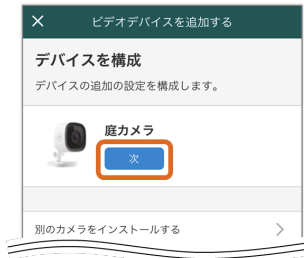 ビデオデバイスを追加する
デバイスを構成
デバイスの追加の設定を構成します。
庭カメラ
次
別のカメラをインストールする